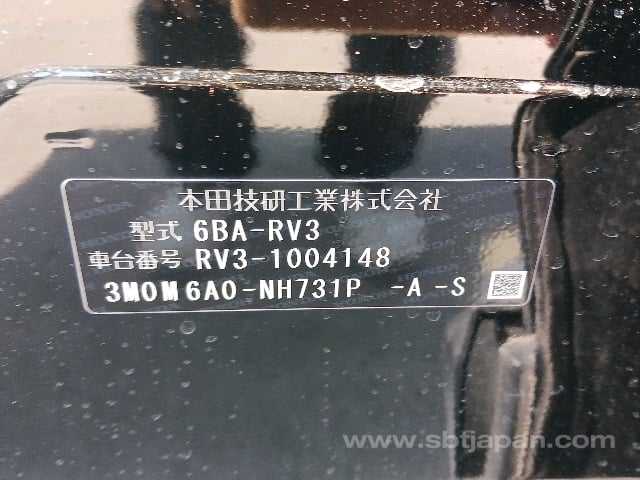 本田技研工業株式会社
型式 6BA-RV3
車台番号 RV3-1004148
3M0M6A0-NH731P -A -S
www.sbtjapan.com